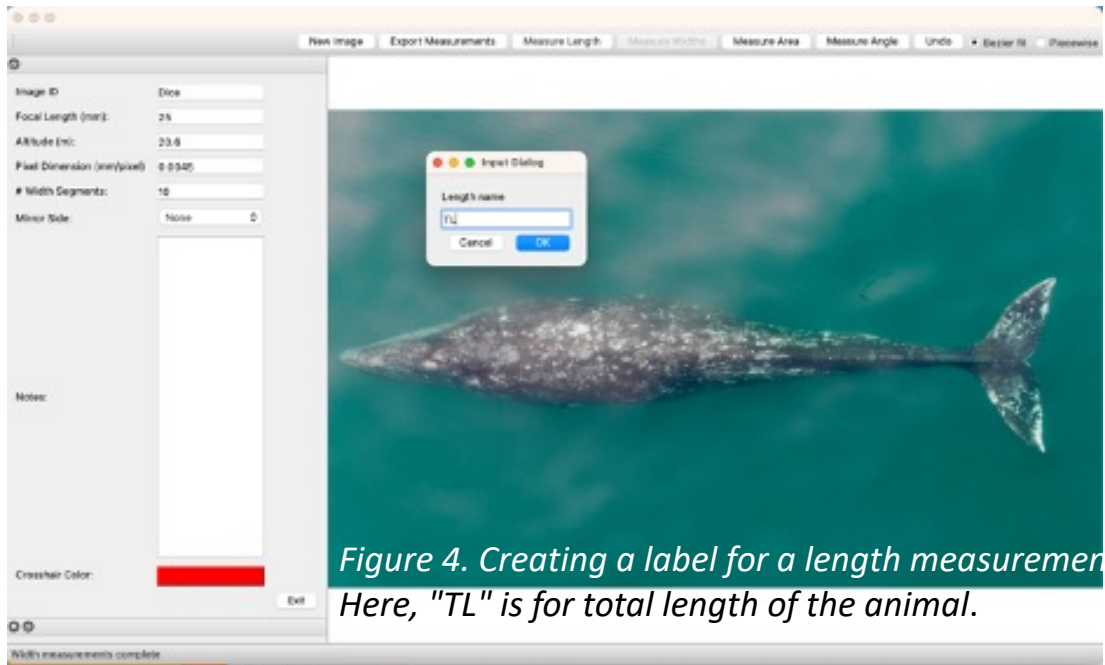 New Image Export Measurements Measure Length Measure Widths Measure Area Measure Angle Undo Bezier fit Piecewise
Image ID Dice
Focal Length (mm): 25
Altitude (m):
Pixel Dimension (mm/pixel) 0.0045
# Width Segments: 10
Mirror Side: None
Input Dialog
Length name
TL
Cancel OK
Notes:
Crosshair Color:
Exit
Width measurements complete
Figure 4. Creating a label for a length measuremen
Here, "TL" is for total length of the animal.